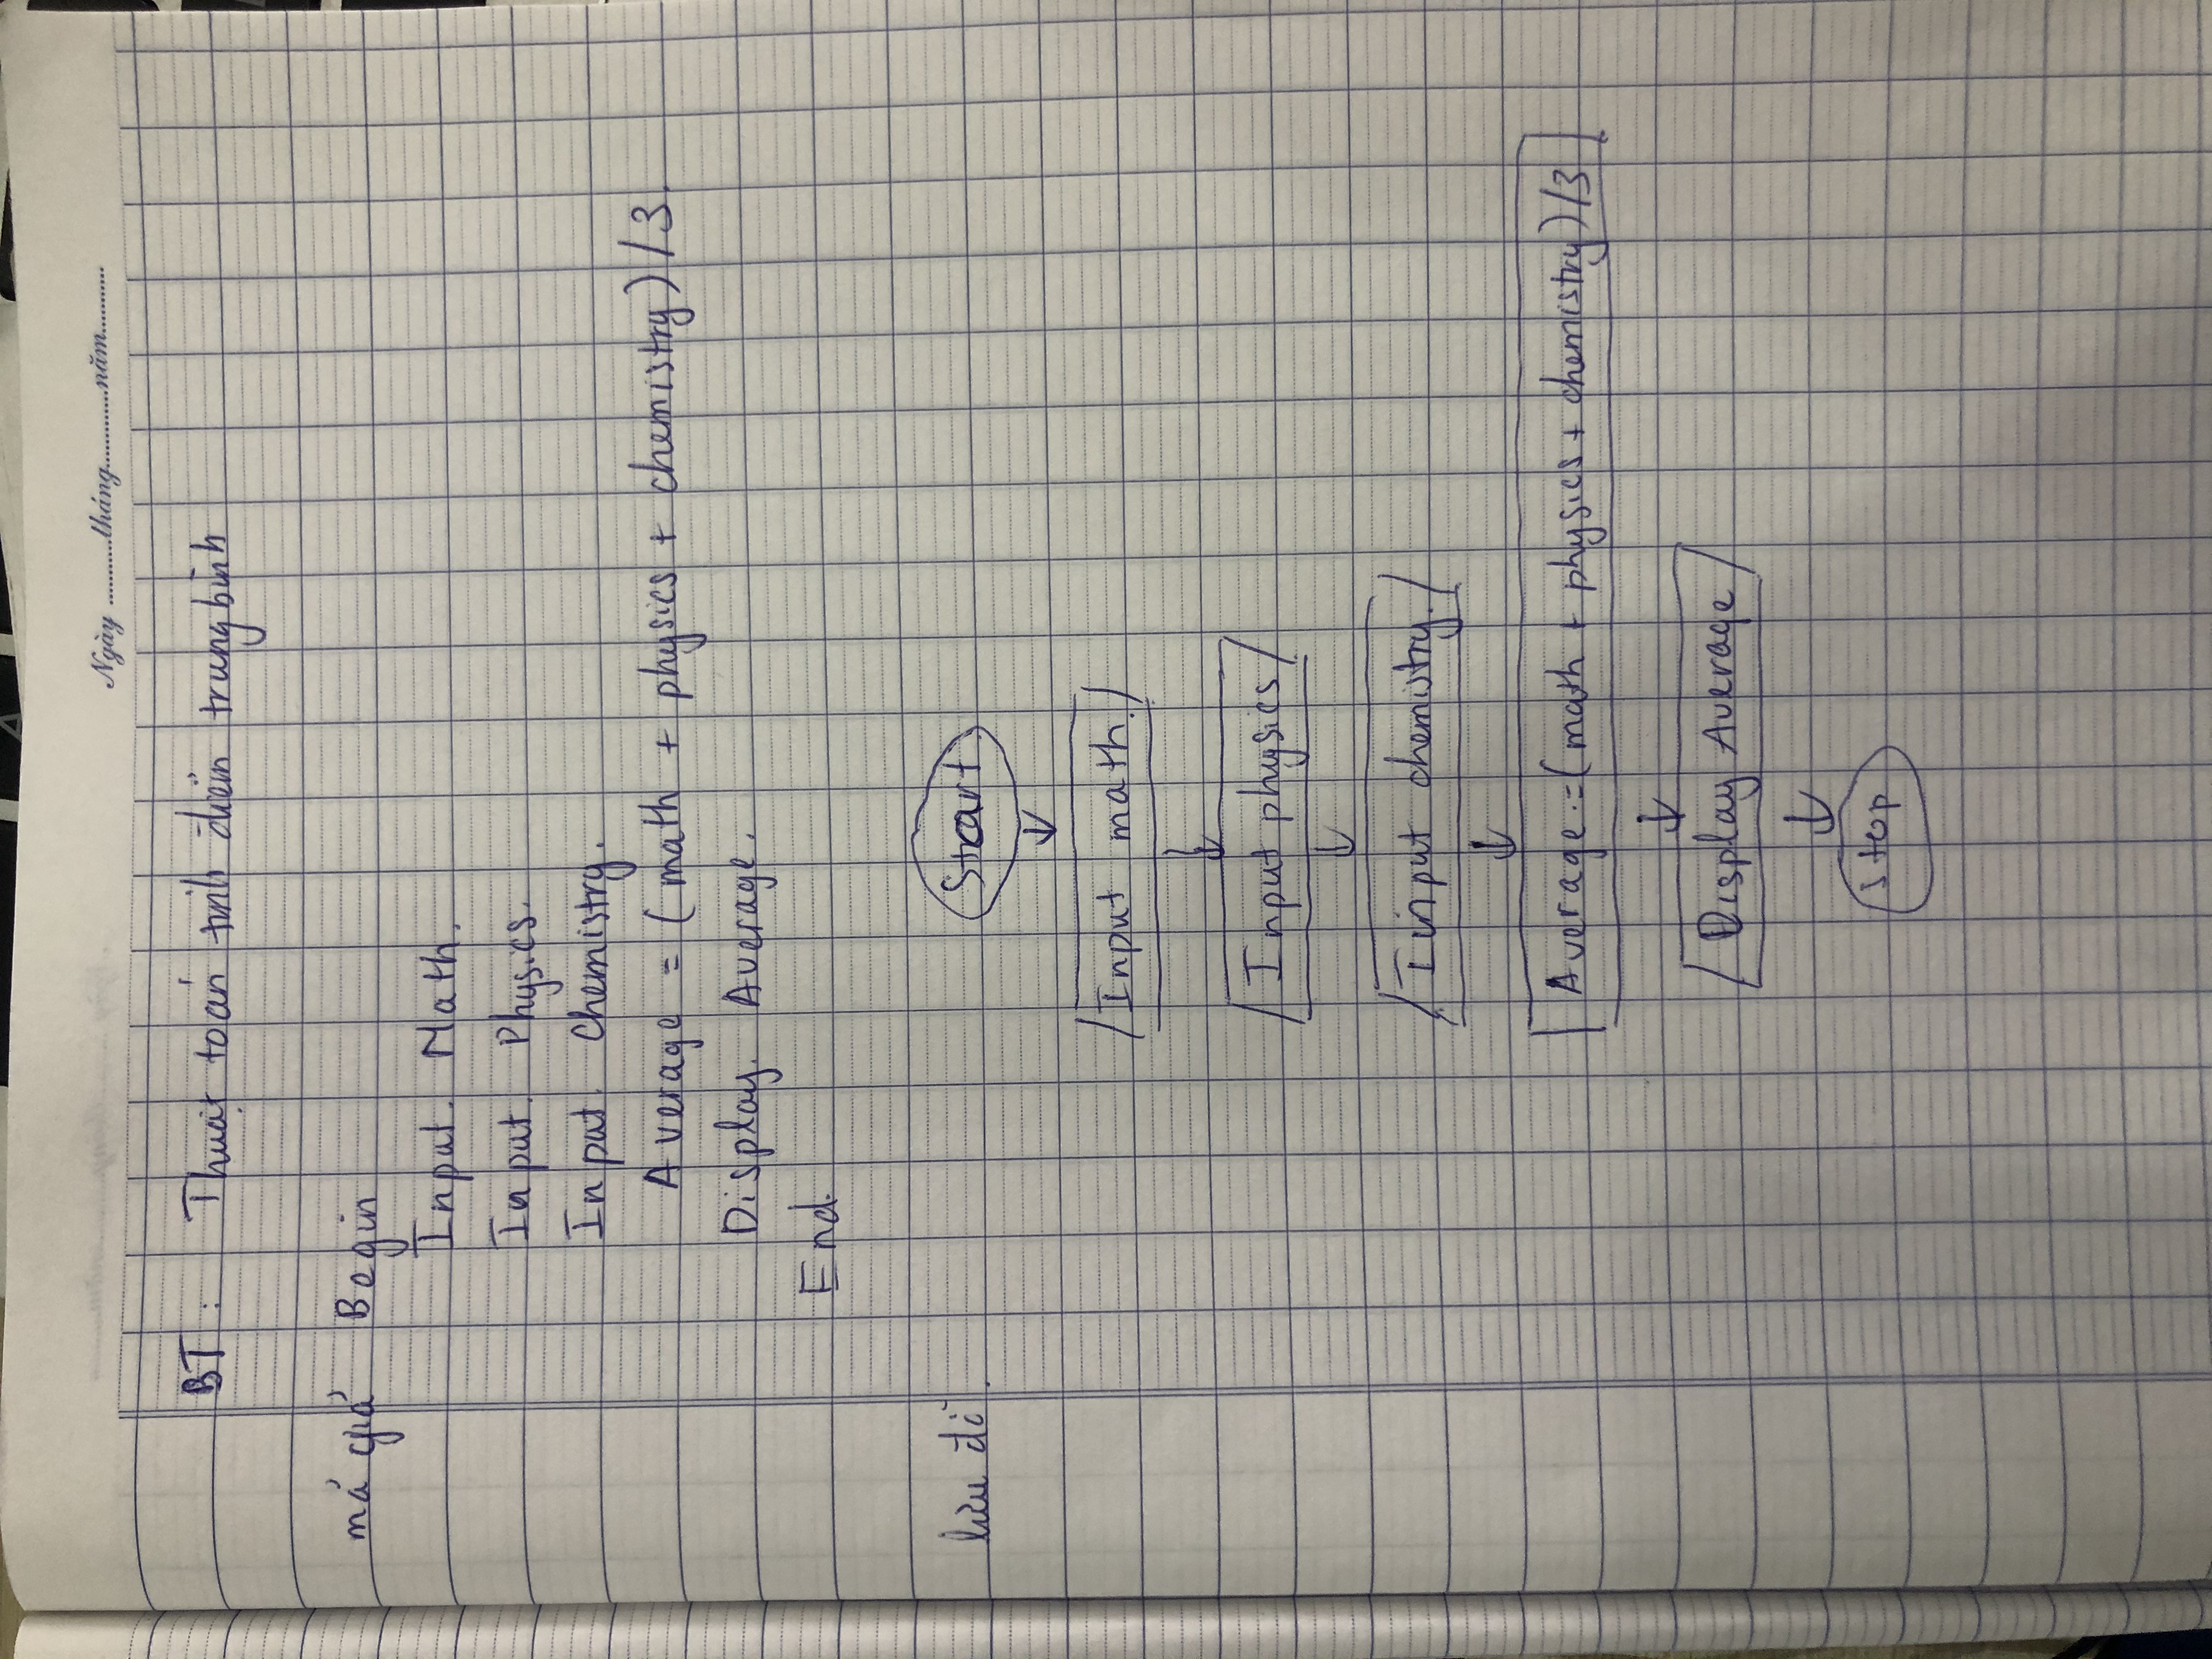 Ngày ...........tháng.............năm...........
BT : Thuật toán tính điểm trung bình
mã giả Begin
Input. Math.
Input. Physics.
Input. Chemistry.
Average = (math + physics + chemistry) /3.
Display. Average.
End.
lưu đồ.
Start
Input math.
Input physics
Input chemistry.
Average.=(math + physics + chemistry)/3
Display Average
Stop